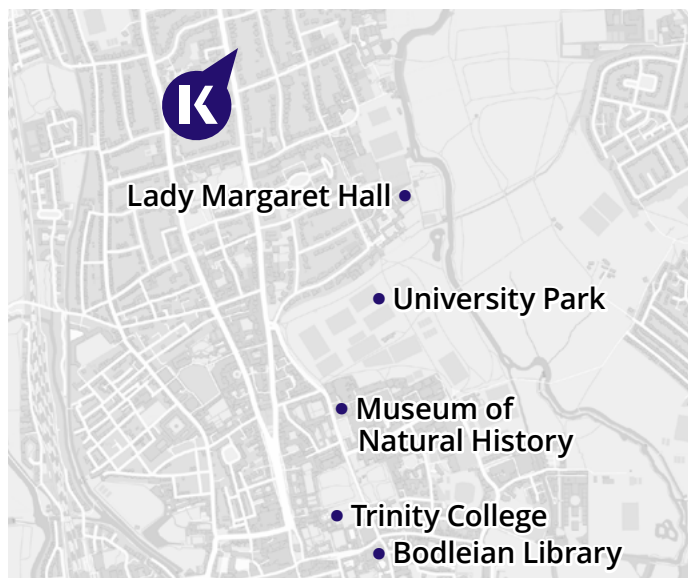 K
Lady Margaret Hall
University Park
Museum of
Natural History
Trinity College
Bodleian Library